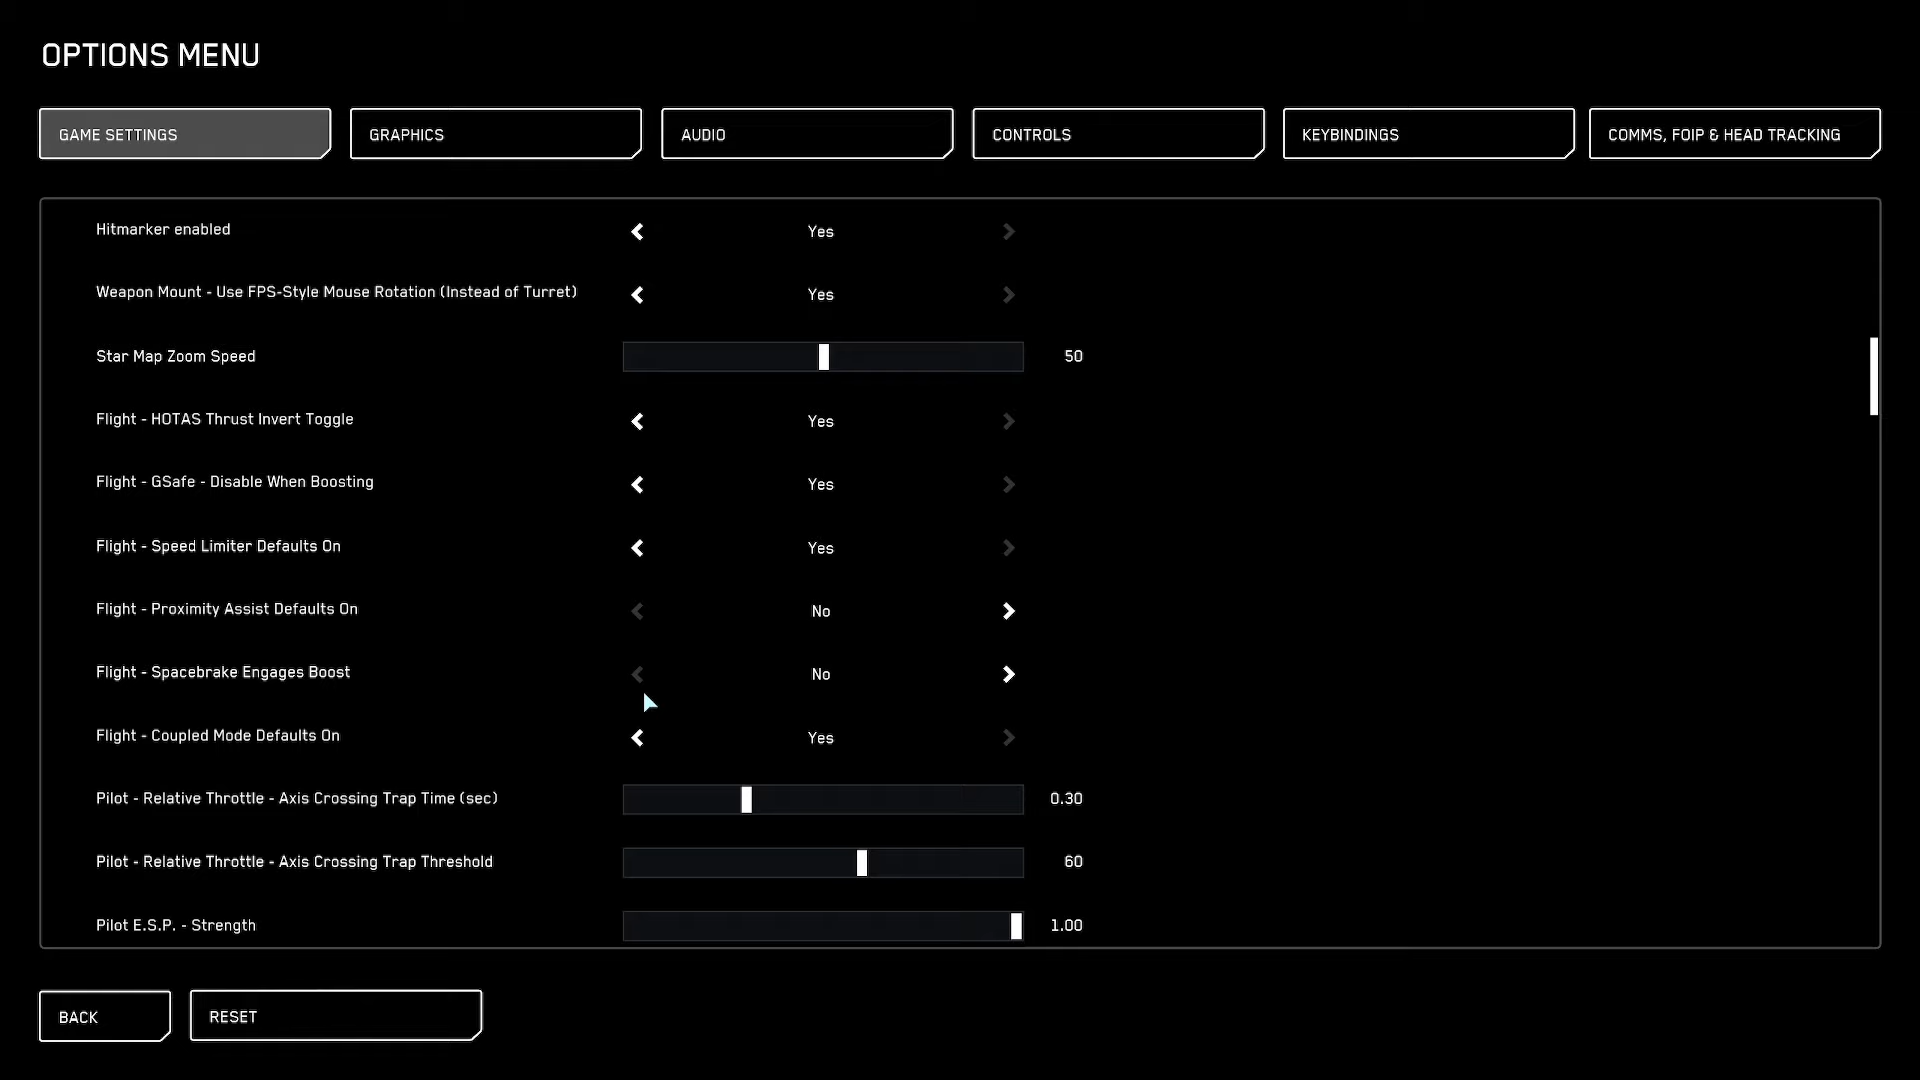 OPTIONS MENU
GAME SETTINGS GRAPHICS AUDIO CONTROLS KEYBINDINGS COMMS, FOIP & HEAD TRACKING
Hitmarker enabled Yes
Weapon Mount - Use FPS-Style Mouse Rotation (Instead of Turret) Yes
Star Map Zoom Speed 50
Flight - HOTAS Thrust Invert Toggle Yes
Flight - GSafe - Disable When Boosting Yes
Flight - Speed Limiter Defaults On Yes
Flight - Proximity Assist Defaults On No
Flight - Spacebrake Engages Boost No
Flight - Coupled Mode Defaults On Yes
Pilot - Relative Throttle - Axis Crossing Trap Time (sec) 0.30
Pilot - Relative Throttle - Axis Crossing Trap Threshold 60
Pilot E.S.P. - Strength 1.00
BACK RESET